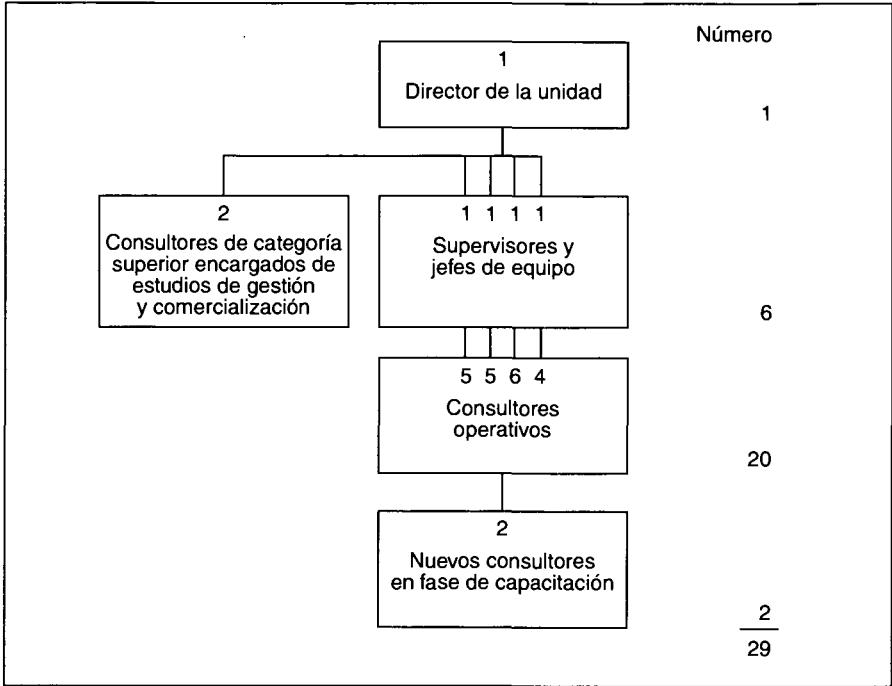 Número
1
Director de la unidad
1
2
Consultores de categoría
superior encargados de
estudios de gestión
y comercialización
1 1 1 1
Supervisores y
jefes de equipo
6
5 5 6 4
Consultores
operativos
20
2
Nuevos consultores
en fase de capacitación
2
29